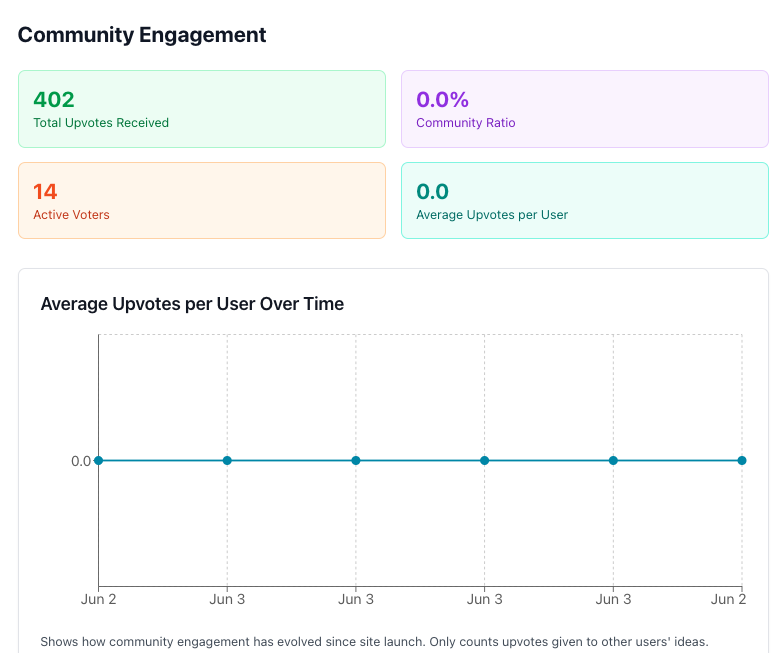 Community Engagement
402
Total Upvotes Received
0.0%
Community Ratio
14
Active Voters
0.0
Average Upvotes per User
Average Upvotes per User Over Time
0.0
Jun 2 Jun 3 Jun 3 Jun 3 Jun 3 Jun 2
Shows how community engagement has evolved since site launch. Only counts upvotes given to other users' ideas.